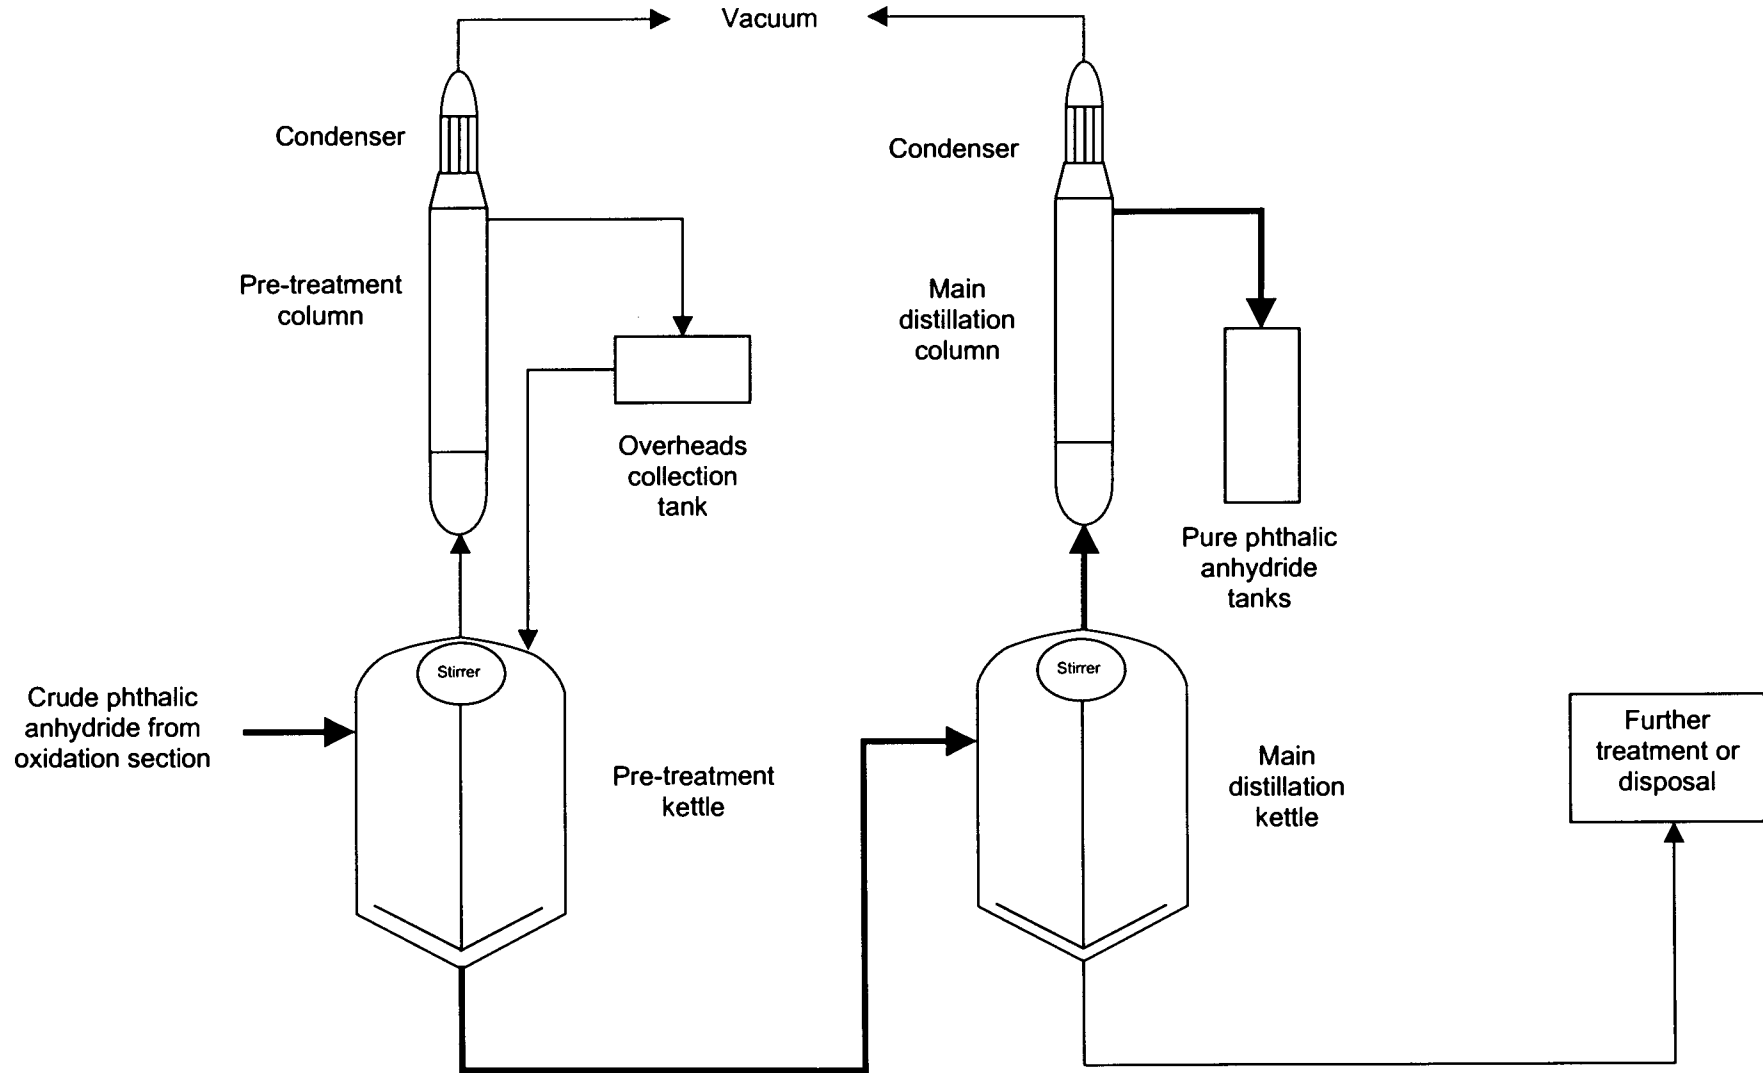 Vacuum
Condenser
Condenser
Pre-treatment
column
Main
distillation
column
Overheads
collection
tank
Pure phthalic
anhydride
tanks
Stirrer
Stirrer
Crude phthalic
anhydride from
oxidation section
Pre-treatment
kettle
Main
distillation
kettle
Further
treatment or
disposal